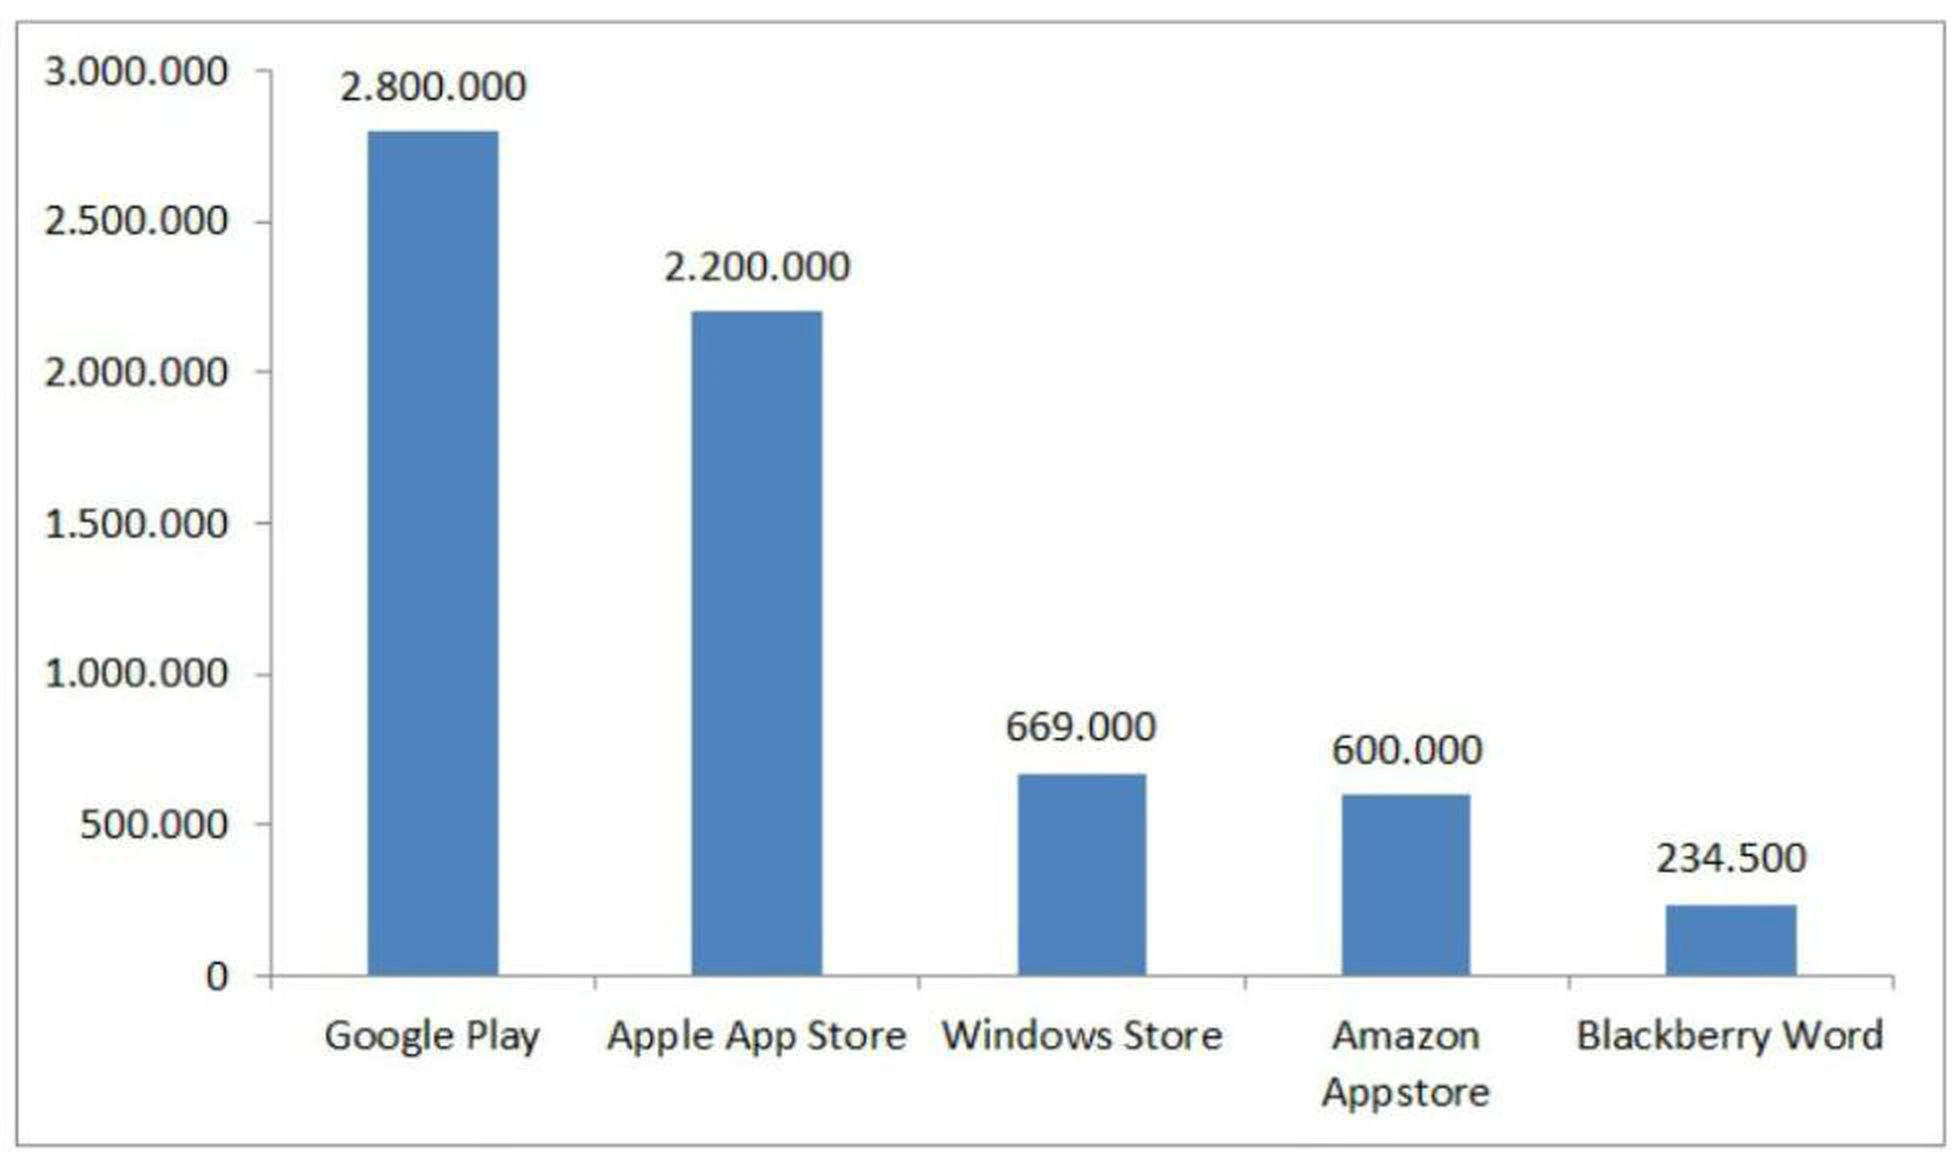 3.000.000
2.800.000
2.500.000
2.200.000
2.000.000
1.500.000
1.000.000
669.000
600.000
500.000
234.500
0
Google Play
Apple App Store
Windows Store
Amazon
Appstore
Blackberry Word